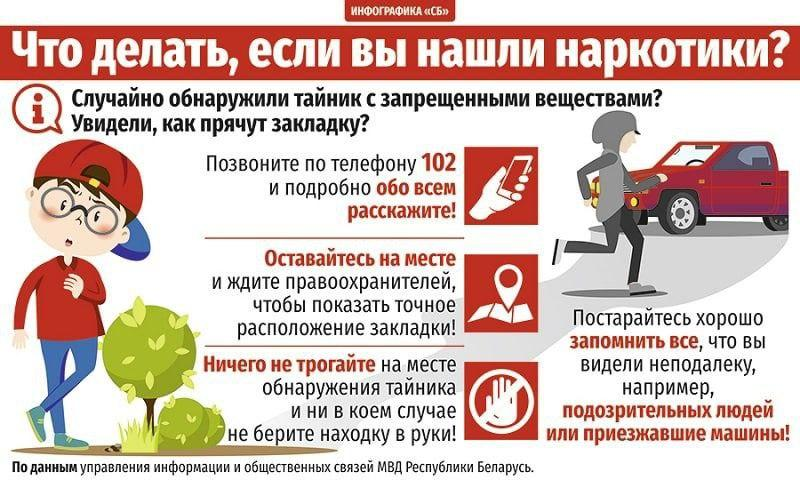 ИНФОГРАФИКА «СБ»
Что делать, если вы нашли наркотики?
Случайно обнаружили тайник с запрещенными веществами?
Увидели, как прячут закладку?
Позвоните по телефону 102
и подробно обо всем
расскажите!
Оставайтесь на месте
и ждите правоохранителей,
чтобы показать точное
расположение закладки!
Ничего не трогайте на месте
обнаружения тайника
и ни в коем случае
не берите находку в руки!
Постарайтесь хорошо
запомнить все, что вы
видели неподалеку,
например,
подозрительных людей
или приезжавшие машины!
По данным управления информации и общественных связей МВД Республики Беларусь.